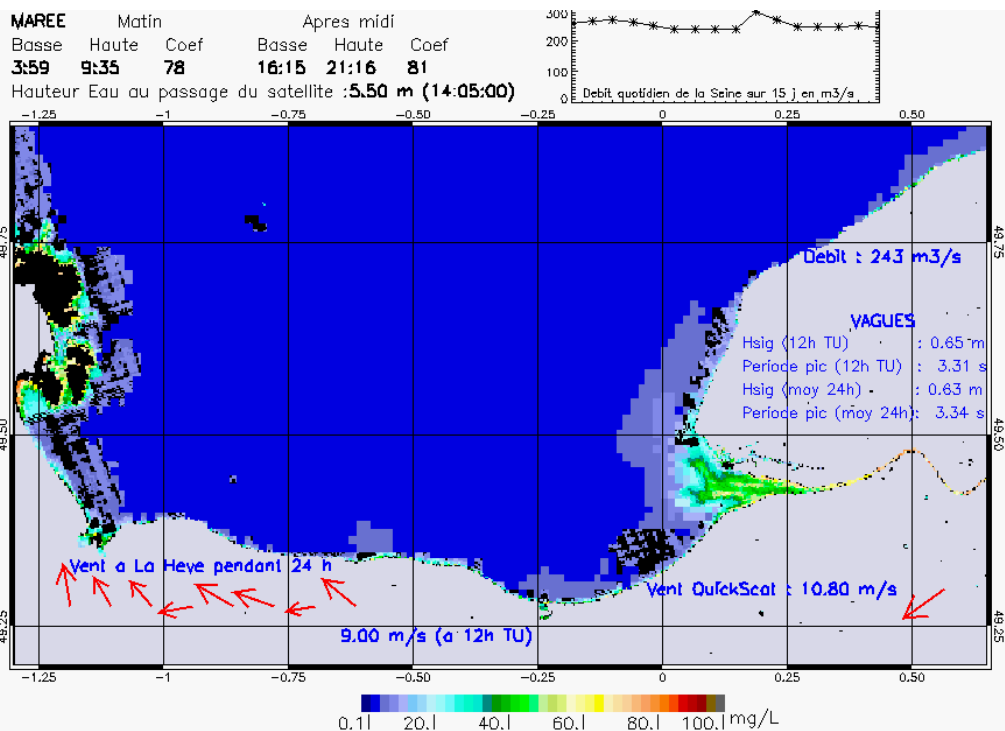 MAREE Matin Apres midi
Basse Haute Coef Basse Haute Coef
3:59 9:35 78 16:15 21:16 81
Hauteur Eau au passage du satellite :5.50 m (14:05:00)
300
200
100
0
Debit quotidien de la Seine sur 15 j en m3/s
-1.25 -1 -0.75 -0.50 -0.25 0 0.25 0.50
49.75 49.75
Debit : 243 m3/s
VAGUES
Hsig (12h TU) : 0.65 m
Periode pic (12h TU) : 3.31 s
Hsig (moy 24h) : 0.63 m
Periode pic (moy 24h): 3.34 s
49.50 49.50
Vent a La Heve pendant 24 h
Vent QuickScat : 10.80 m/s
49.25 49.25
9.00 m/s (a 12h TU)
-1.25 -1 -0.75 -0.50 -0.25 0 0.25 0.50
0.1 20.1 40.1 60.1 80.1 100.1 mg/L